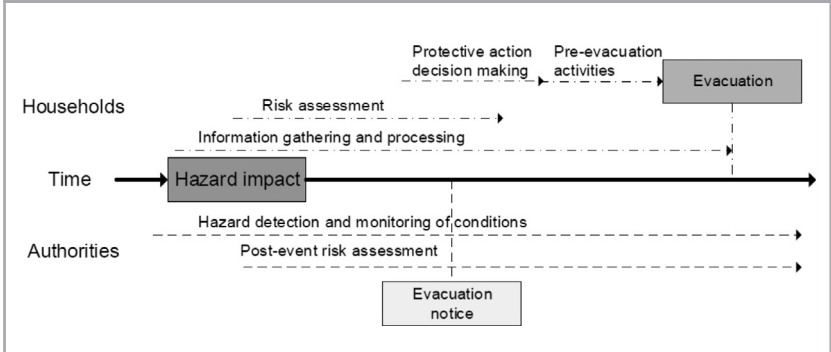 Protective action
decision making
Pre-evacuation
activities
Evacuation
Households
Risk assessment
Information gathering and processing
Time
Hazard impact
Hazard detection and monitoring of conditions
Authorities
Post-event risk assessment
Evacuation
notice